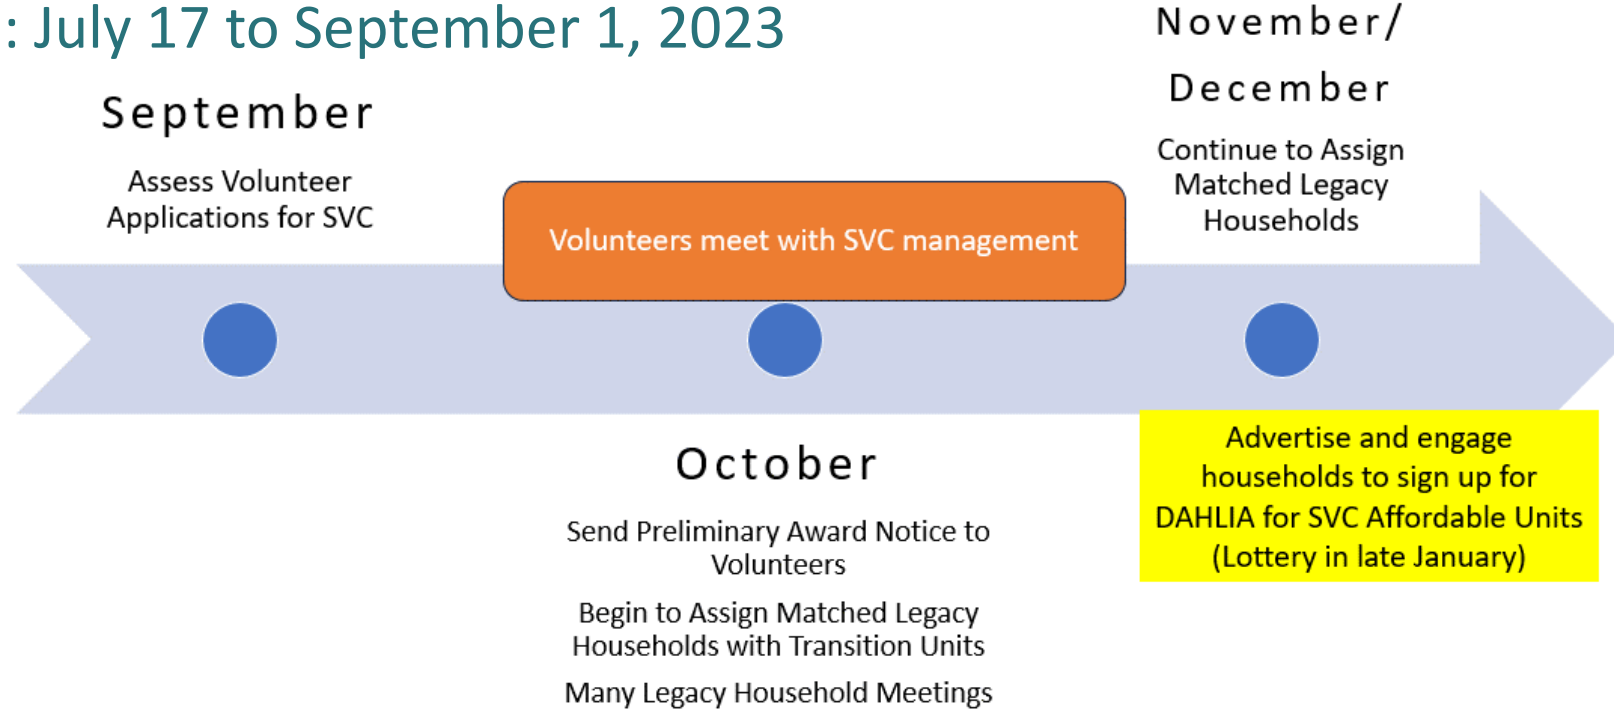 : July 17 to September 1, 2023
September
Assess Volunteer
Applications for SVC
Volunteers meet with SVC management
October
Send Preliminary Award Notice to
Volunteers
Begin to Assign Matched Legacy
Households with Transition Units
Many Legacy Household Meetings
November/
December
Continue to Assign
Matched Legacy
Households
Advertise and engage
households to sign up for
DAHLIA for SVC Affordable Units
(Lottery in late January)